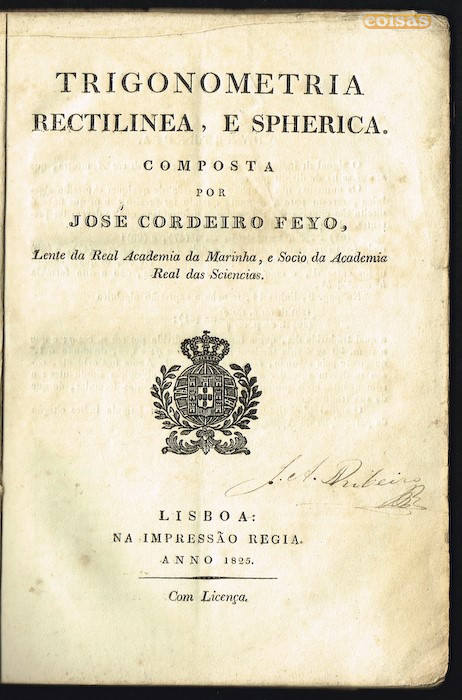 coisas
TRIGONOMETRIA
RECTILINEA, E SPHERICA.
COMPOSTA
POR
JOSÉ CORDEIRO FEYO,
Lente da Real Academia da Marinha, e Socio da Academia
Real das Sciencias.
J. A. Ribeiro
LISBOA:
NA IMPRESSÃO REGIA.
ANNO 1825.
Com Licença.